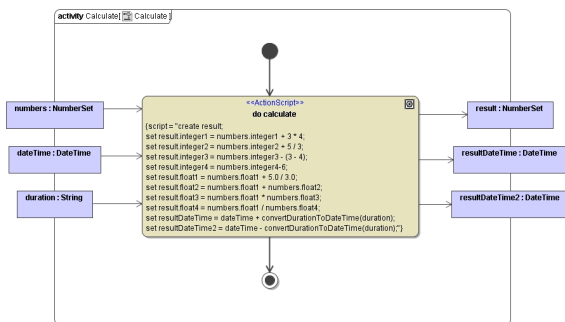 activity Calculate[ Calculate ]
numbers : NumberSet
dateTime : DateTime
duration : String
<<ActionScript>>
do calculate
{script = "create result;
set result.integer1 = numbers.integer1 + 3 * 4;
set result.integer2 = numbers.integer2 + 5 / 3;
set result.integer3 = numbers.integer3 - (3 - 4);
set result.integer4 = numbers.integer4-6;
set result.float1 = numbers.float1 + 5.0 / 3.0;
set result.float2 = numbers.float1 + numbers.float2;
set result.float3 = numbers.float1 * numbers.float3;
set result.float4 = numbers.float1 / numbers.float4;
set resultDateTime = dateTime + convertDurationToDateTime(duration);
set resultDateTime2 = dateTime - convertDurationToDateTime(duration);"}
result : NumberSet
resultDateTime : DateTime
resultDateTime2 : DateTime